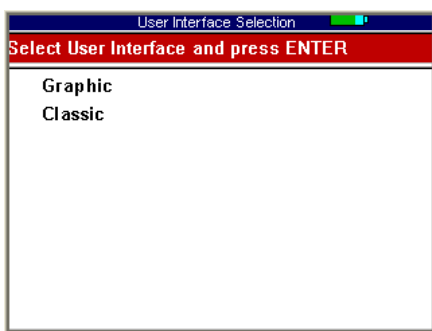 User Interface Selection
Select User Interface and press ENTER
Graphic
Classic